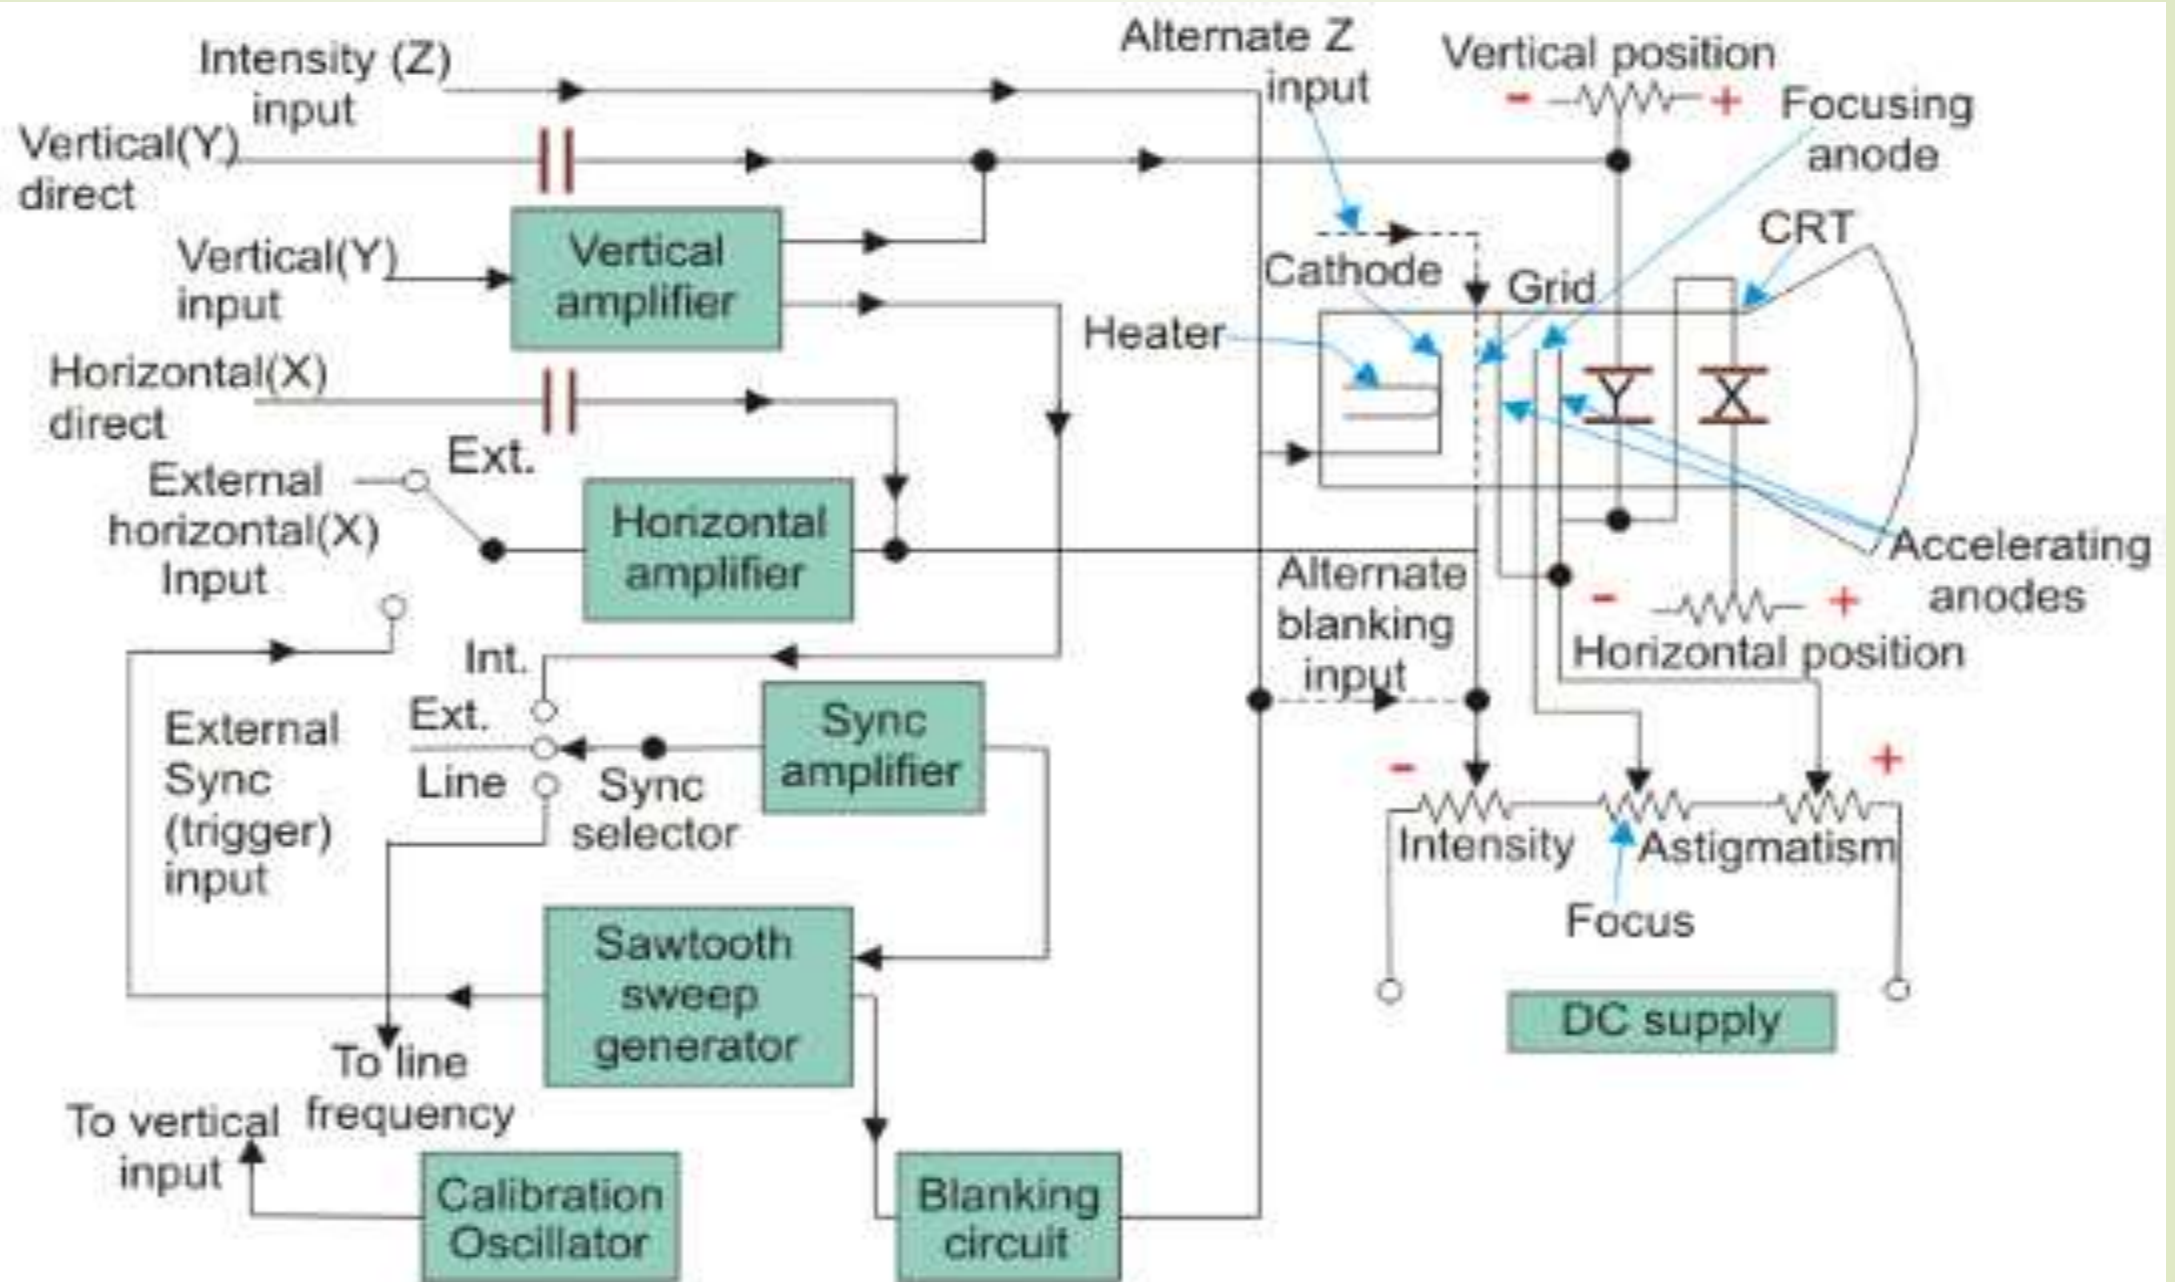 Intensity (Z)
input
Vertical(Y)
direct
Vertical(Y)
input
Vertical
amplifier
Horizontal(X)
direct
Ext.
External
horizontal(X)
Input
Horizontal
amplifier
Int.
Ext.
Line
External
Sync
(trigger)
input
Sync
selector
Sync
amplifier
Sawtooth
sweep
generator
To line
frequency
To vertical
input
Calibration
Oscillator
Blanking
circuit
Alternate Z
input
Vertical position
- +
Focusing
anode
CRT
Cathode
Grid
Heater
Y
X
Accelerating
anodes
Alternate
blanking
input
- +
Horizontal position
- +
Intensity
Astigmatism
Focus
DC supply